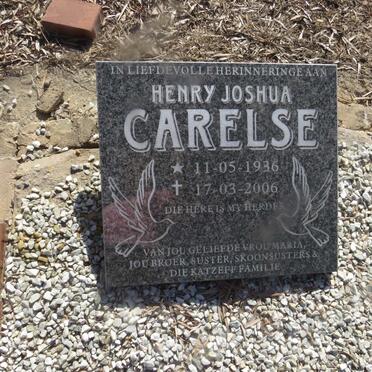 IN LIEFDEVOLLE HERINNERINGE AAN
HENRY JOSHUA
CARELSE
★ 11-05-1936
✝ 17-03-2006
DIE HERE IS MY HERDER
VAN JOU GELIEFDE VROU MARIA,
JOU BROER, SUSTER, SKOONSUSTERS &
DIE KATZEFF FAMILIE